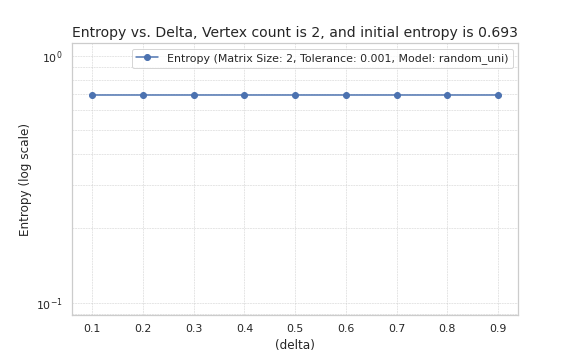 Entropy vs. Delta, Vertex count is 2, and initial entropy is 0.693
Entropy (Matrix Size: 2, Tolerance: 0.001, Model: random_uni)
10⁰
10⁻¹
Entropy (log scale)
0.1 0.2 0.3 0.4 0.5 0.6 0.7 0.8 0.9
(delta)